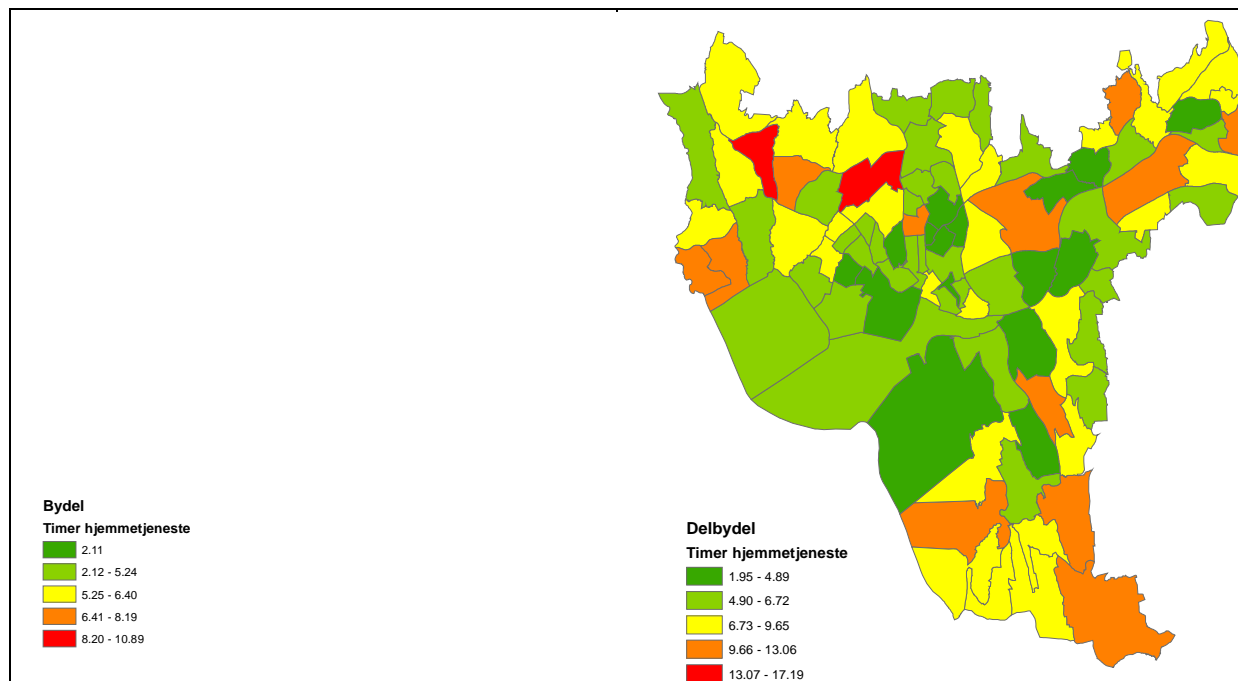 Bydel
Timer hjemmetjeneste
2.11
2.12 - 5.24
5.25 - 6.40
6.41 - 8.19
8.20 - 10.89
Delbydel
Timer hjemmetjeneste
1.95 - 4.89
4.90 - 6.72
6.73 - 9.65
9.66 - 13.06
13.07 - 17.19